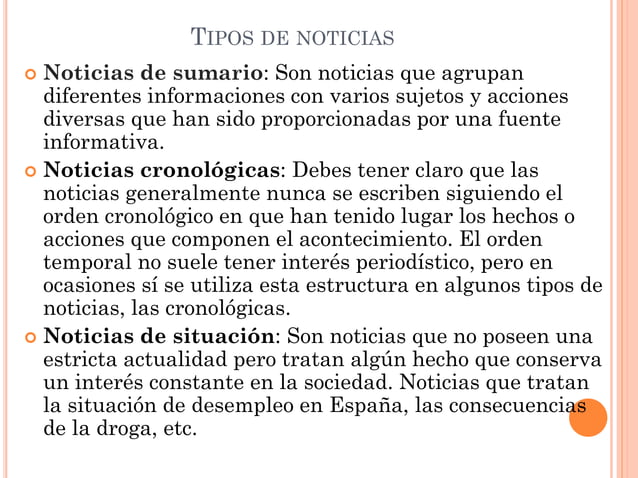 TIPOS DE NOTICIAS
Noticias de sumario: Son noticias que agrupan
diferentes informaciones con varios sujetos y acciones
diversas que han sido proporcionadas por una fuente
informativa.
Noticias cronológicas: Debes tener claro que las
noticias generalmente nunca se escriben siguiendo el
orden cronológico en que han tenido lugar los hechos o
acciones que componen el acontecimiento. El orden
temporal no suele tener interés periodístico, pero en
ocasiones sí se utiliza esta estructura en algunos tipos de
noticias, las cronológicas.
Noticias de situación: Son noticias que no poseen una
estricta actualidad pero tratan algún hecho que conserva
un interés constante en la sociedad. Noticias que tratan
la situación de desempleo en España, las consecuencias
de la droga, etc.